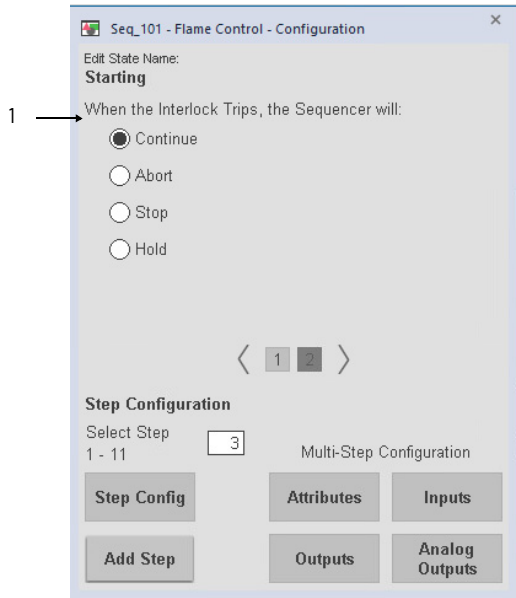 Seq_101 - Flame Control - Configuration
Edit State Name:
Starting
1
When the Interlock Trips, the Sequencer will:
Continue
Abort
Stop
Hold
1 2
Step Configuration
Select Step
1 - 11
3
Multi-Step Configuration
Step Config
Attributes
Inputs
Add Step
Outputs
Analog
Outputs